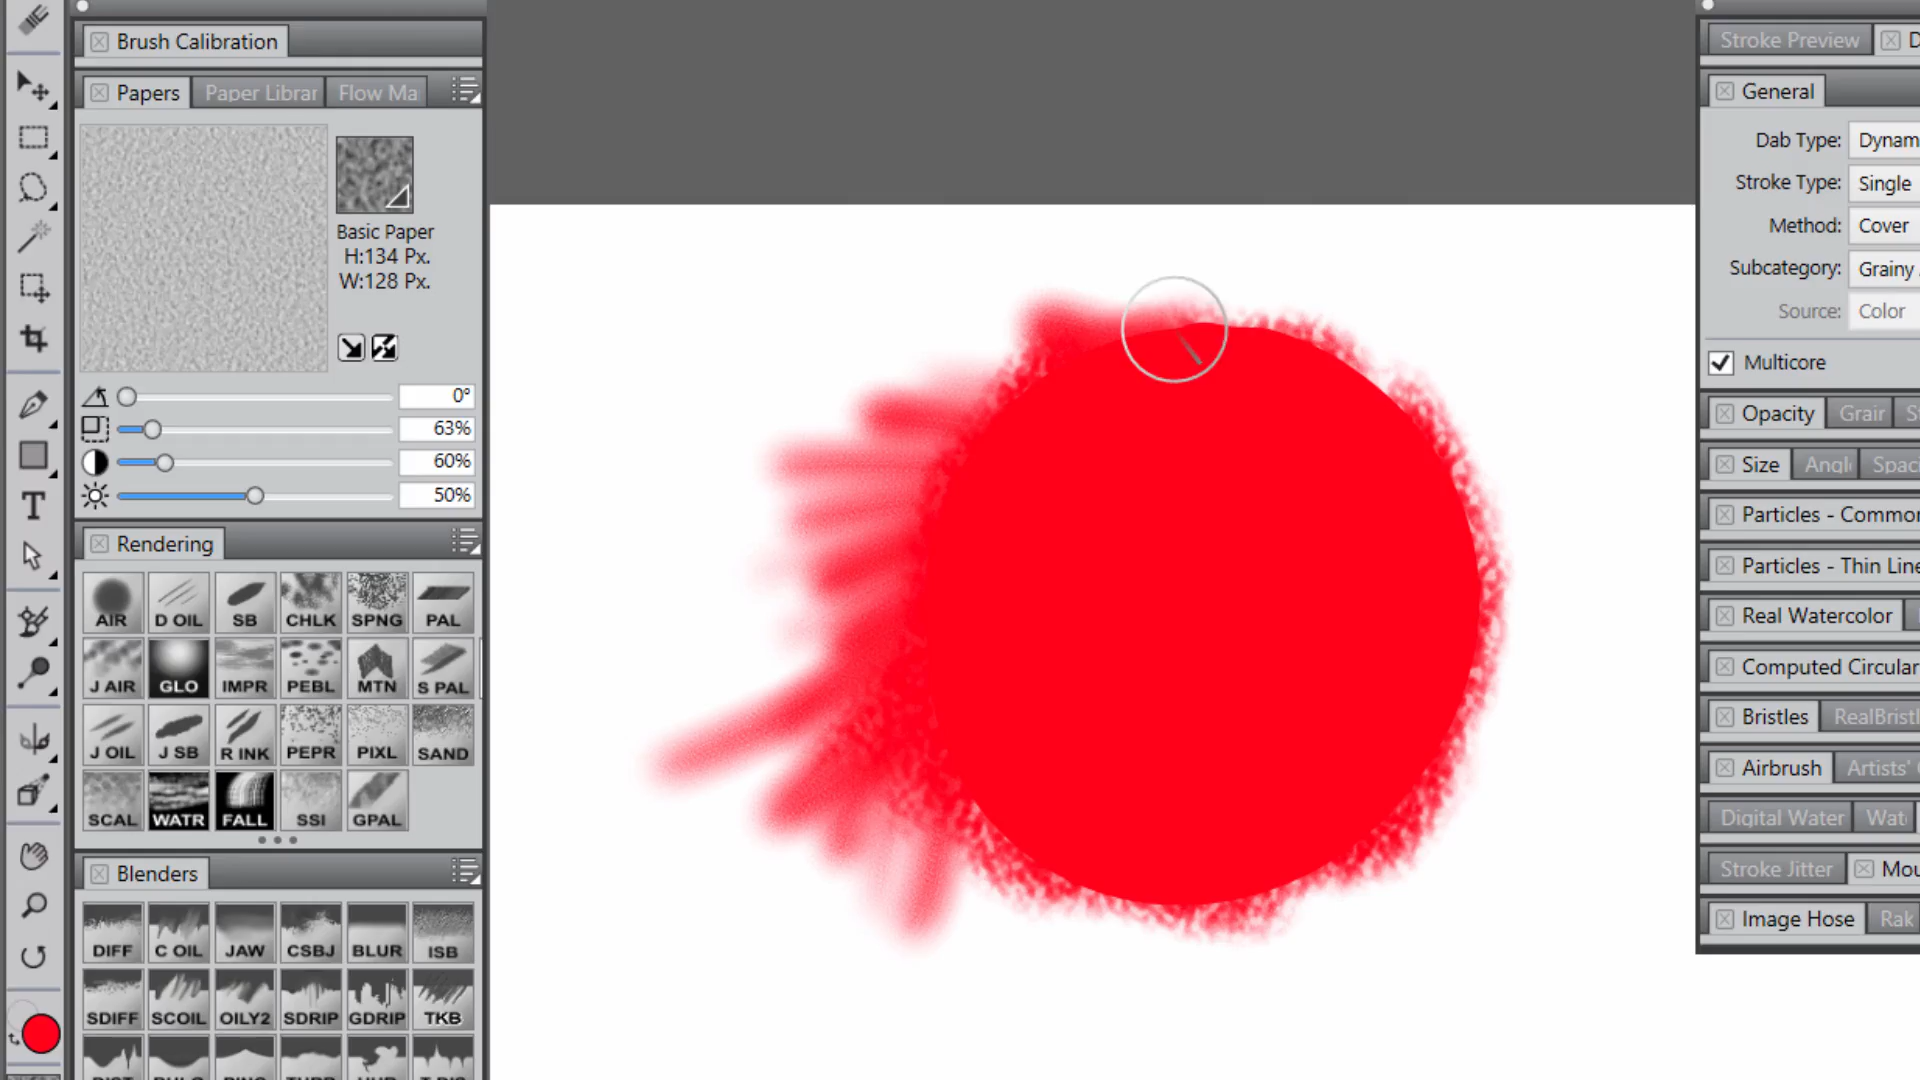 Brush Calibration
Papers Paper Librar Flow Ma
Basic Paper
H:134 Px.
W:128 Px.
0°
63%
60%
50%
Rendering
AIR D OIL SB CHLK SPNG PAL
J AIR GLO IMPR PEBL MTN S PAL
J OIL J SB R INK PEPR PIXL SAND
SCAL WATR FALL SSI GPAL
Blenders
DIFF C OIL JAW CSBJ BLUR ISB
SDIFF SCOIL OILY2 SDRIP GDRIP TKB
T
Stroke Preview D
General
Dab Type: Dynam
Stroke Type: Single
Method: Cover
Subcategory: Grainy
Source: Color
Multicore
Opacity Grair S
Size Angl Spaci
Particles - Common
Particles - Thin Line
Real Watercolor
Computed Circular
Bristles RealBristl
Airbrush Artists'
Digital Water Wat
Stroke Jitter Mou
Image Hose Rak